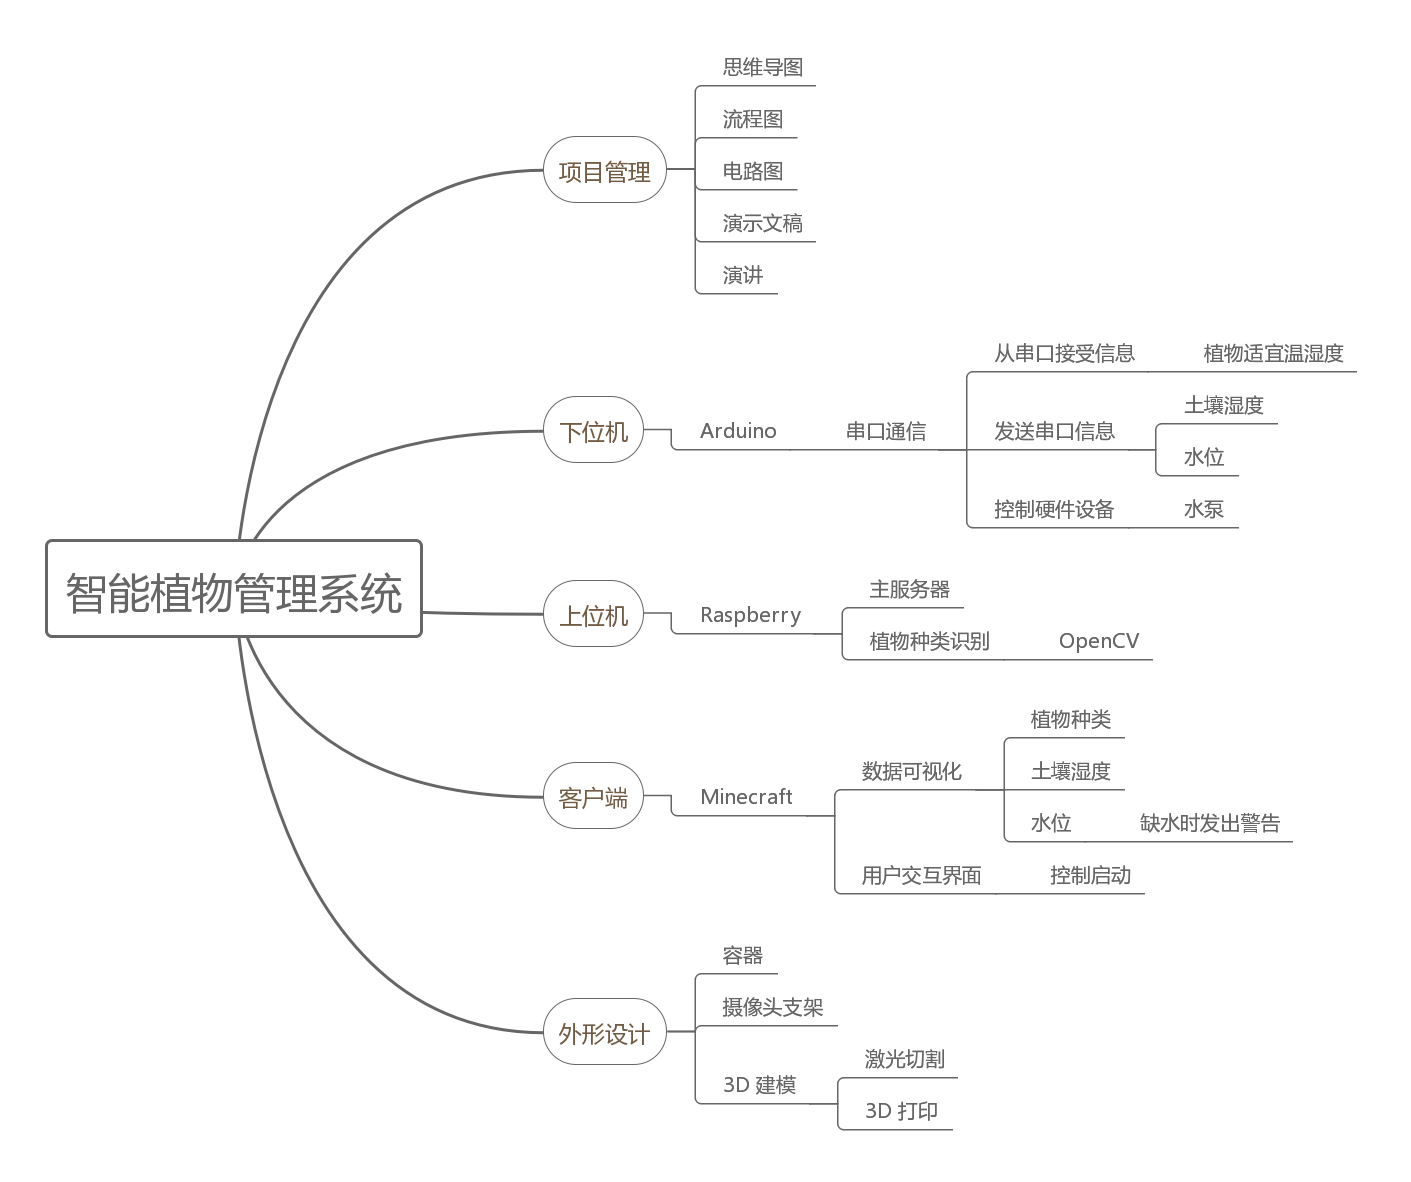 智能植物管理系统
项目管理
思维导图
流程图
电路图
演示文稿
演讲
下位机
Arduino
串口通信
从串口接受信息
植物适宜温湿度
发送串口信息
土壤湿度
水位
控制硬件设备
水泵
上位机
Raspberry
主服务器
植物种类识别
OpenCV
客户端
Minecraft
数据可视化
植物种类
土壤湿度
水位
缺水时发出警告
用户交互界面
控制启动
外形设计
容器
摄像头支架
3D 建模
激光切割
3D 打印